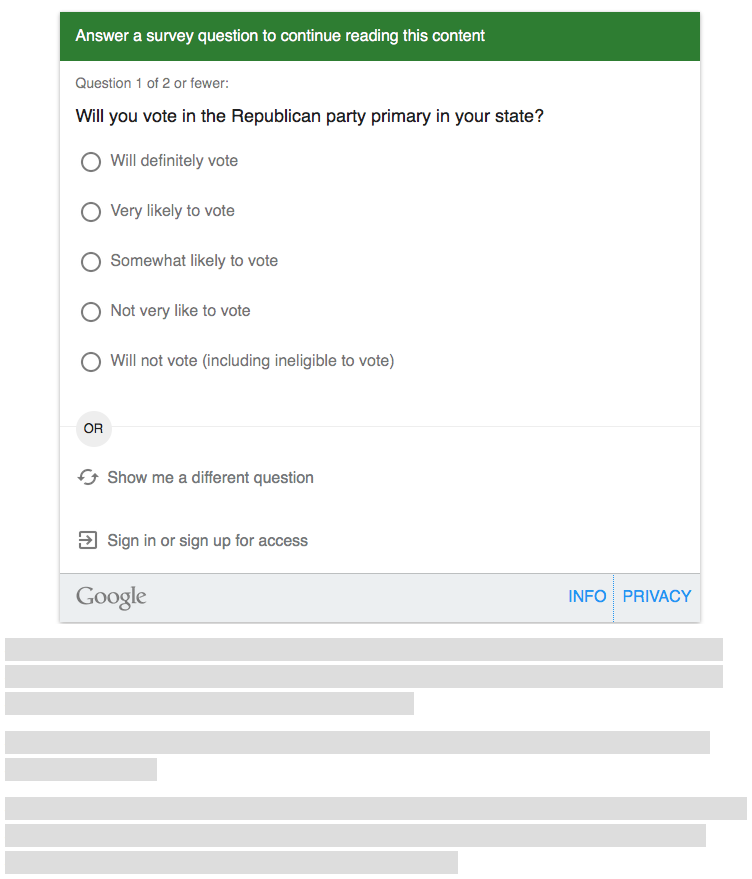 Answer a survey question to continue reading this content
Question 1 of 2 or fewer:
Will you vote in the Republican party primary in your state?
Will definitely vote
Very likely to vote
Somewhat likely to vote
Not very like to vote
Will not vote (including ineligible to vote)
OR
Show me a different question
Sign in or sign up for access
Google INFO PRIVACY